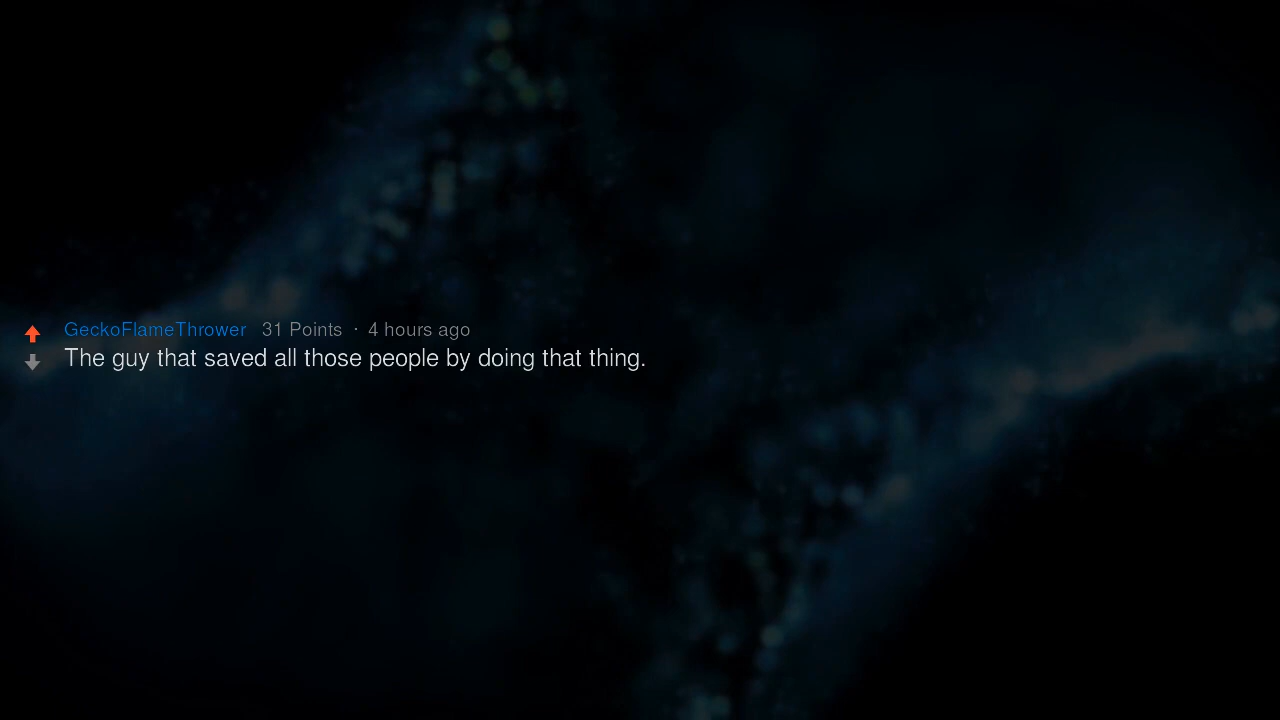 GeckoFlameThrower 31 Points · 4 hours ago
The guy that saved all those people by doing that thing.